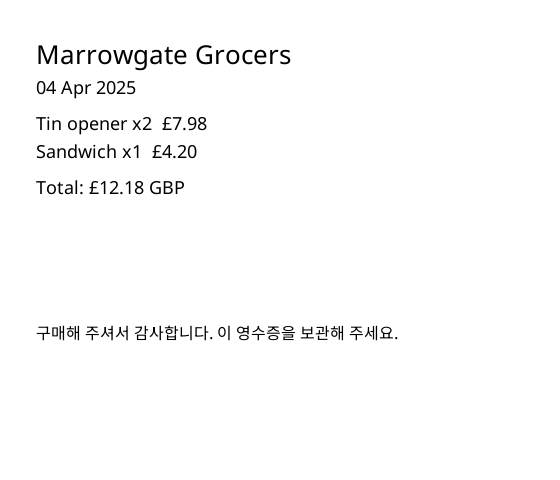 Marrowgate Grocers
04 Apr 2025
Tin opener x2  £7.98
Sandwich x1  £4.20
Total: £12.18 GBP
구매해 주셔서 감사합니다. 이 영수증을 보관해 주세요.